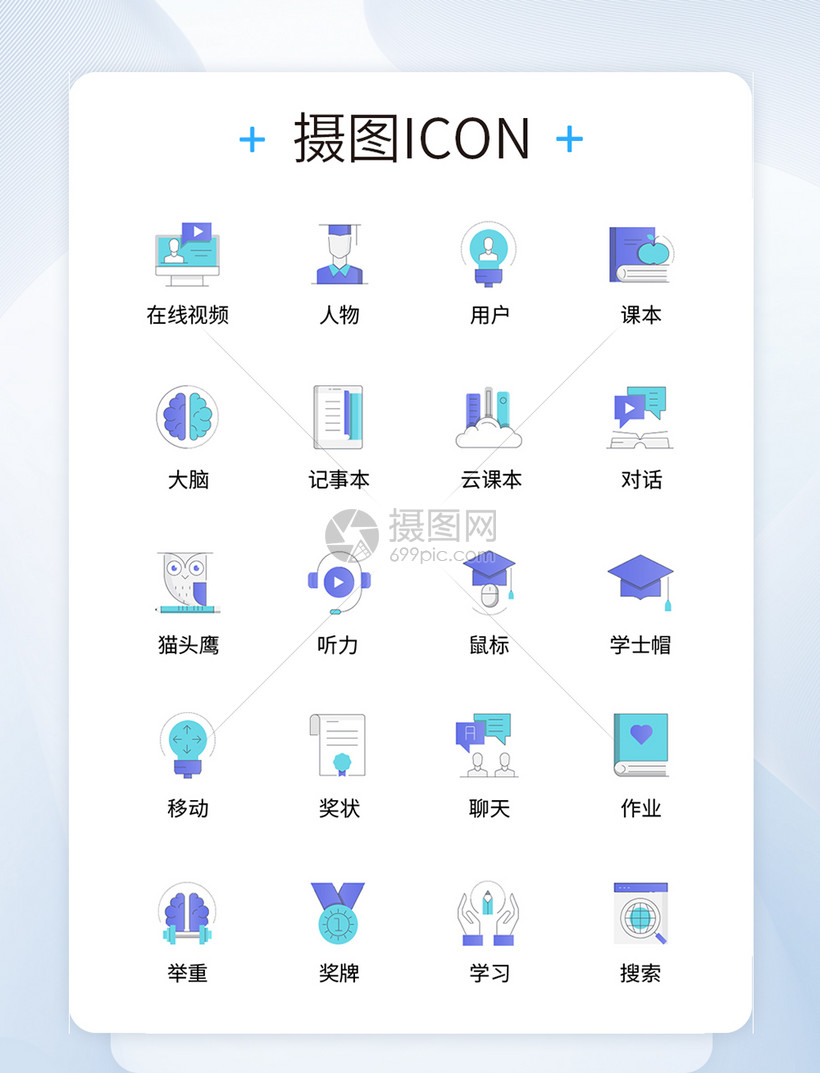 + 摄图ICON +
在线视频 人物 用户 课本
大脑 记事本 云课本 对话
摄图网
699pic.com
猫头鹰 听力 鼠标 学士帽
A
移动 奖状 聊天 作业
1
举重 奖牌 学习 搜索